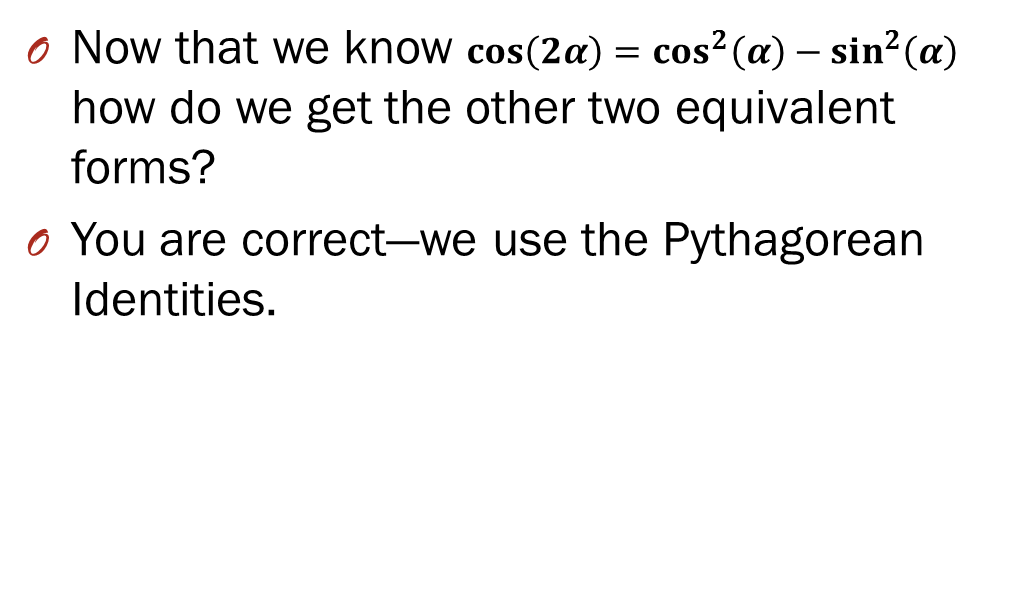 Now that we know cos(2α) = cos²(α) − sin²(α)
how do we get the other two equivalent
forms?
You are correct—we use the Pythagorean
Identities.